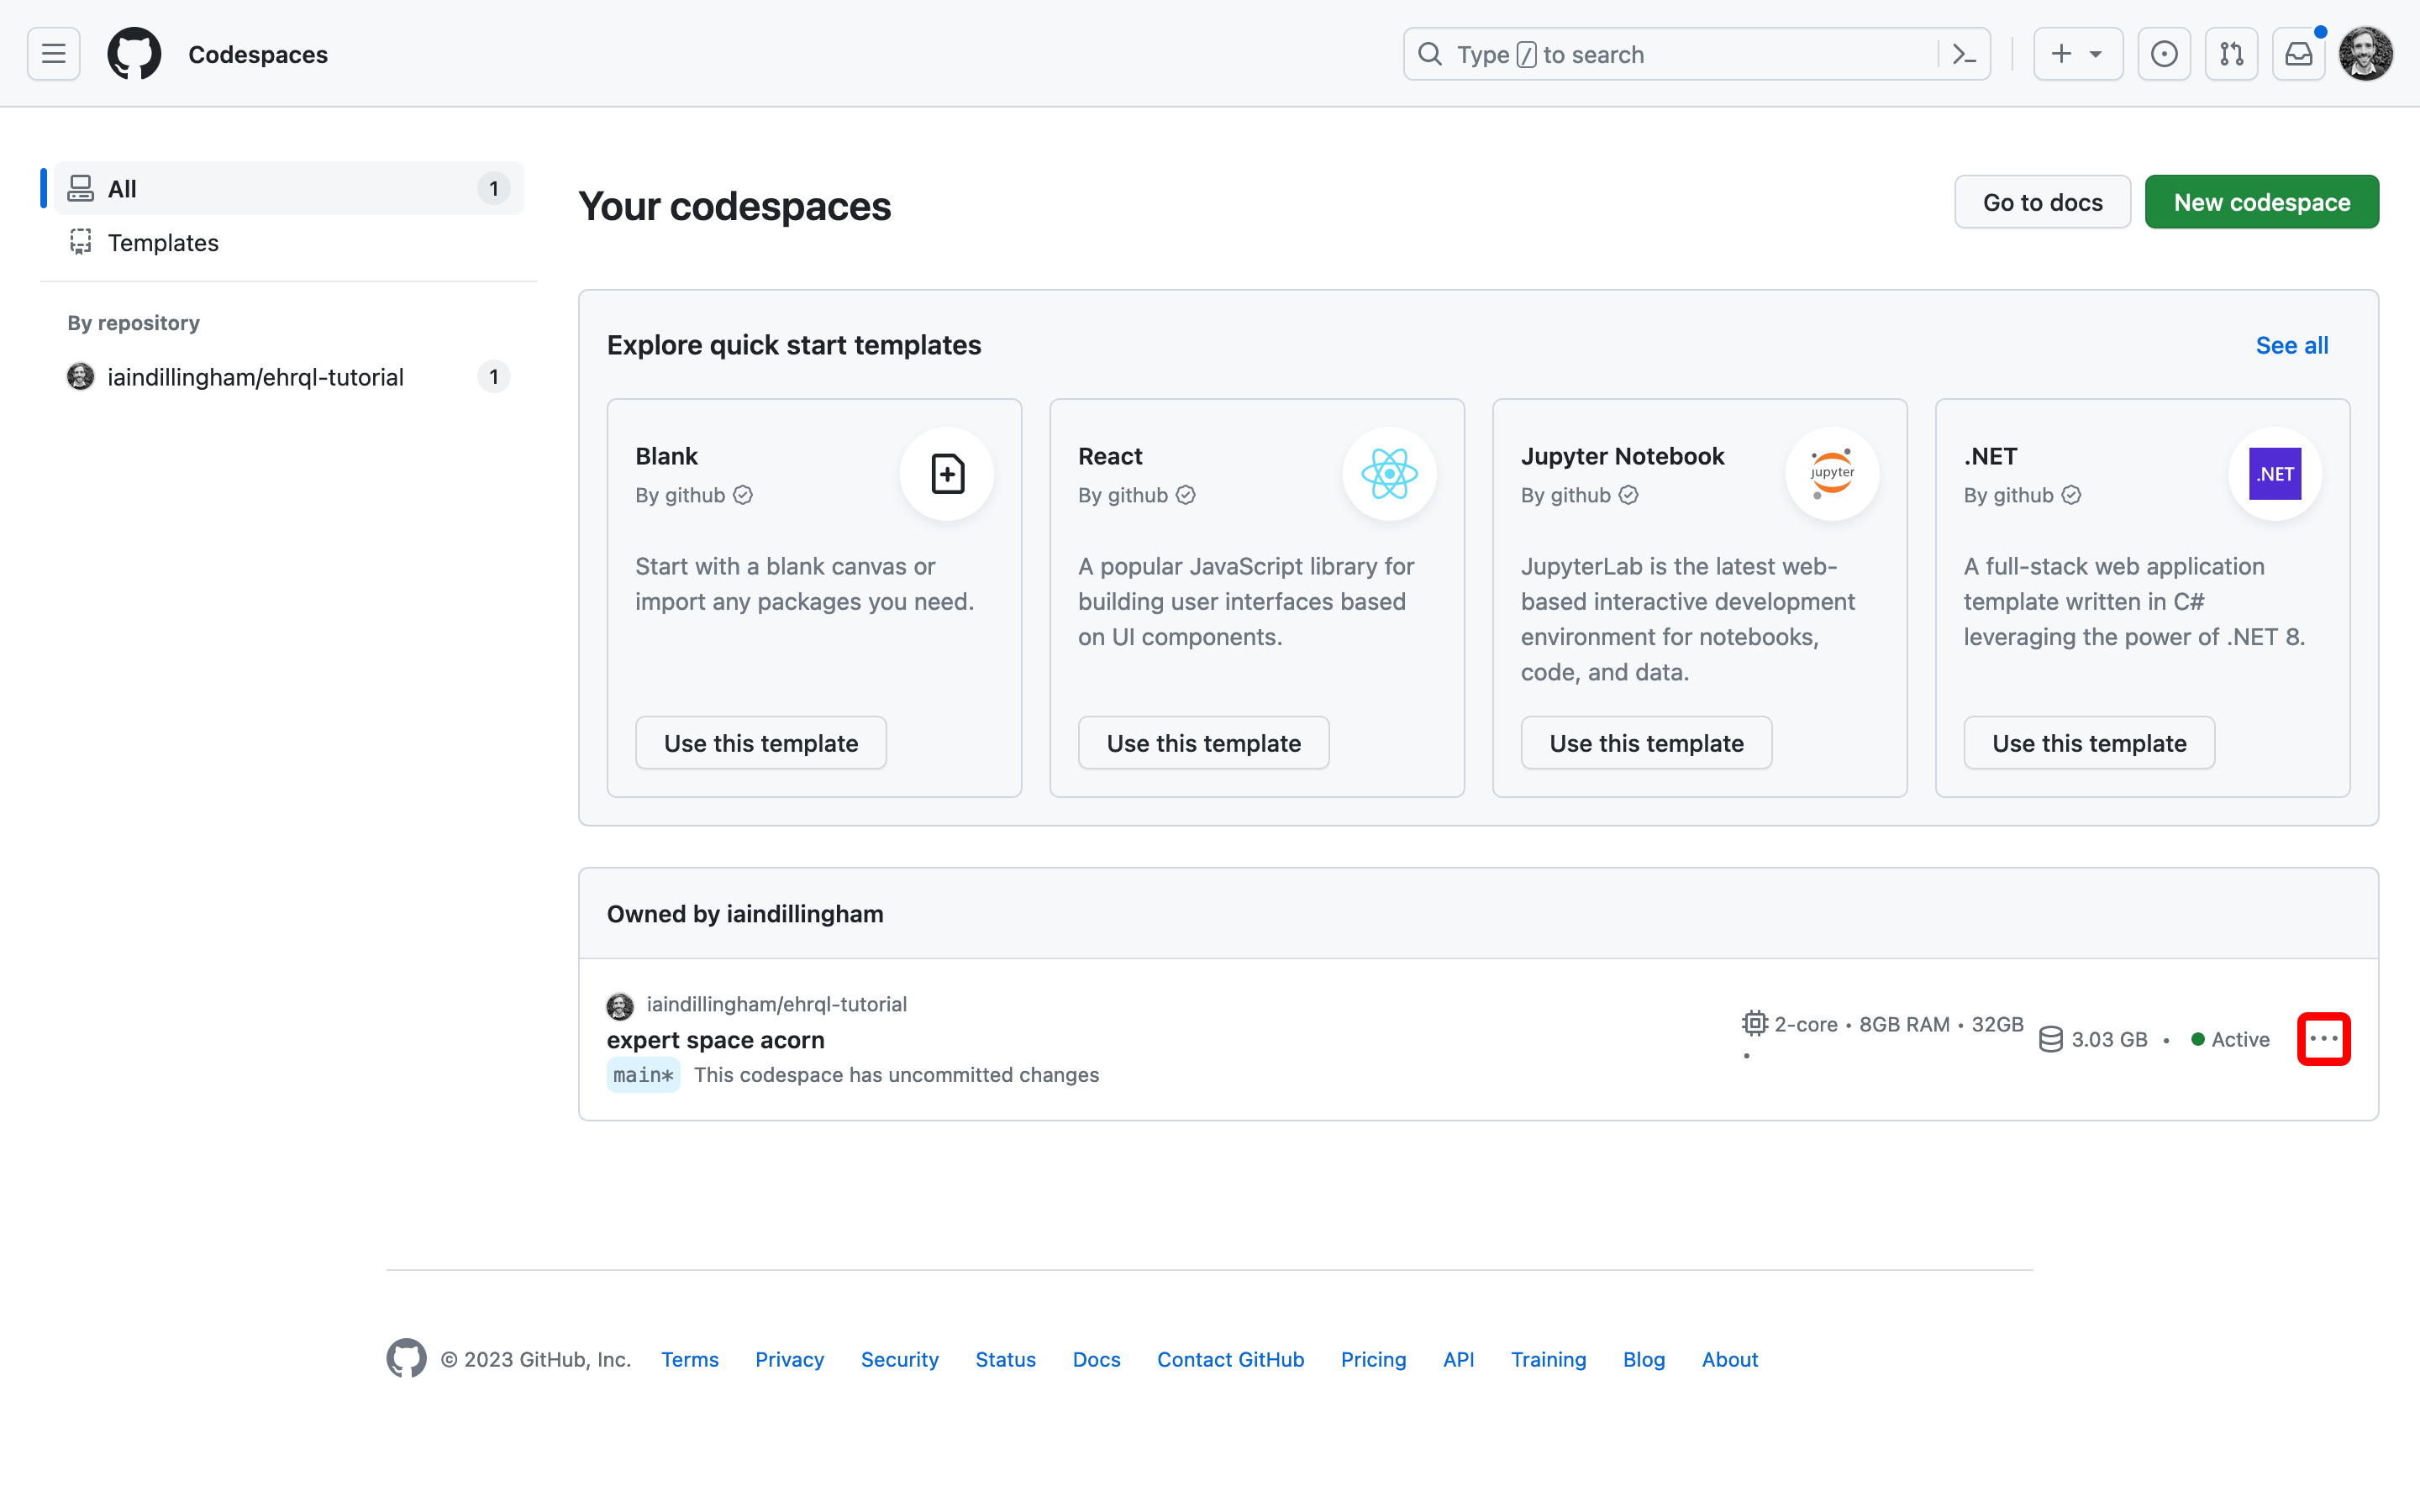 Codespaces
Type / to search
All 1
Templates
By repository
iaindillingham/ehrql-tutorial 1
Your codespaces
Go to docs
New codespace
Explore quick start templates
See all
Blank
By github
Start with a blank canvas or
import any packages you need.
Use this template
React
By github
A popular JavaScript library for
building user interfaces based
on UI components.
Use this template
Jupyter Notebook
By github
jupyter
JupyterLab is the latest web-
based interactive development
environment for notebooks,
code, and data.
Use this template
.NET
By github
.NET
A full-stack web application
template written in C#
leveraging the power of .NET 8.
Use this template
Owned by iaindillingham
iaindillingham/ehrql-tutorial
expert space acorn
main* This codespace has uncommitted changes
2-core • 8GB RAM • 32GB
•
3.03 GB • Active
© 2023 GitHub, Inc. Terms Privacy Security Status Docs Contact GitHub Pricing API Training Blog About